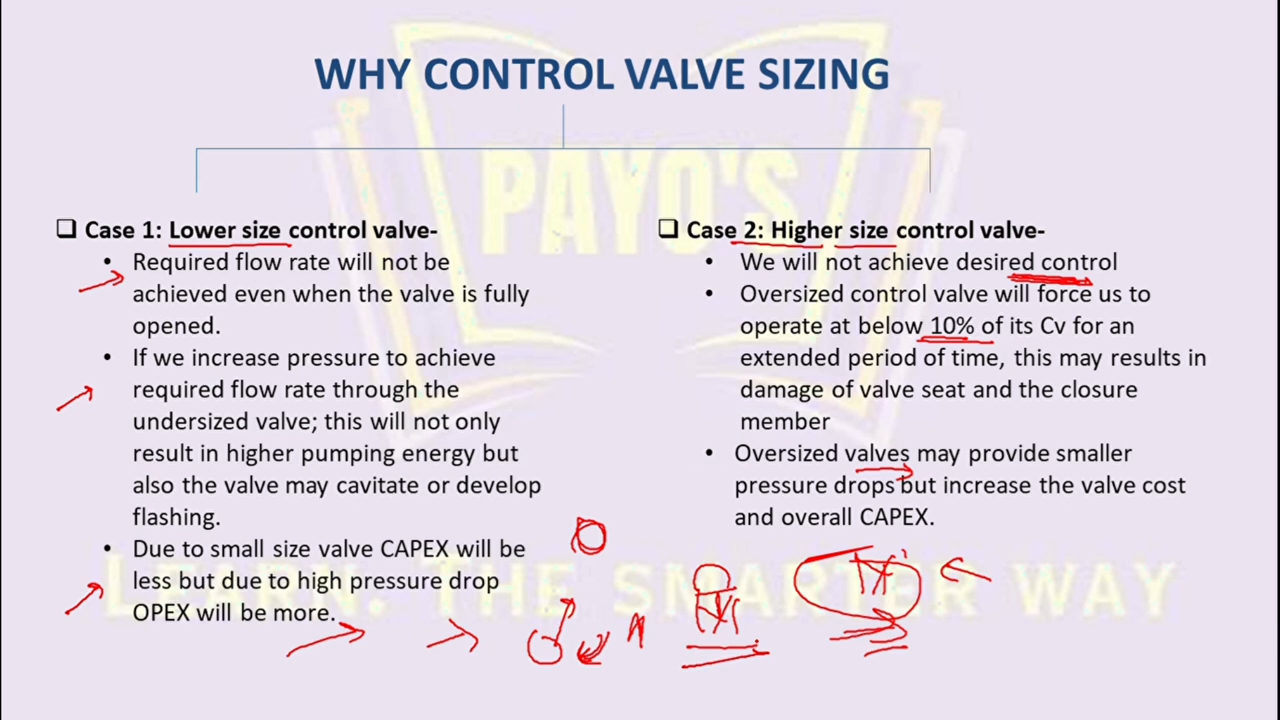 WHY CONTROL VALVE SIZING
PAYO'S
Case 1: Lower size control valve-
• Required flow rate will not be
achieved even when the valve is fully
opened.
• If we increase pressure to achieve
required flow rate through the
undersized valve; this will not only
result in higher pumping energy but
also the valve may cavitate or develop
flashing.
• Due to small size valve CAPEX will be
less but due to high pressure drop
OPEX will be more.
Case 2: Higher size control valve-
• We will not achieve desired control
• Oversized control valve will force us to
operate at below 10% of its Cv for an
extended period of time, this may results in
damage of valve seat and the closure
member
• Oversized valves may provide smaller
pressure drops but increase the valve cost
and overall CAPEX.
LEARN. THE SMARTER WAY